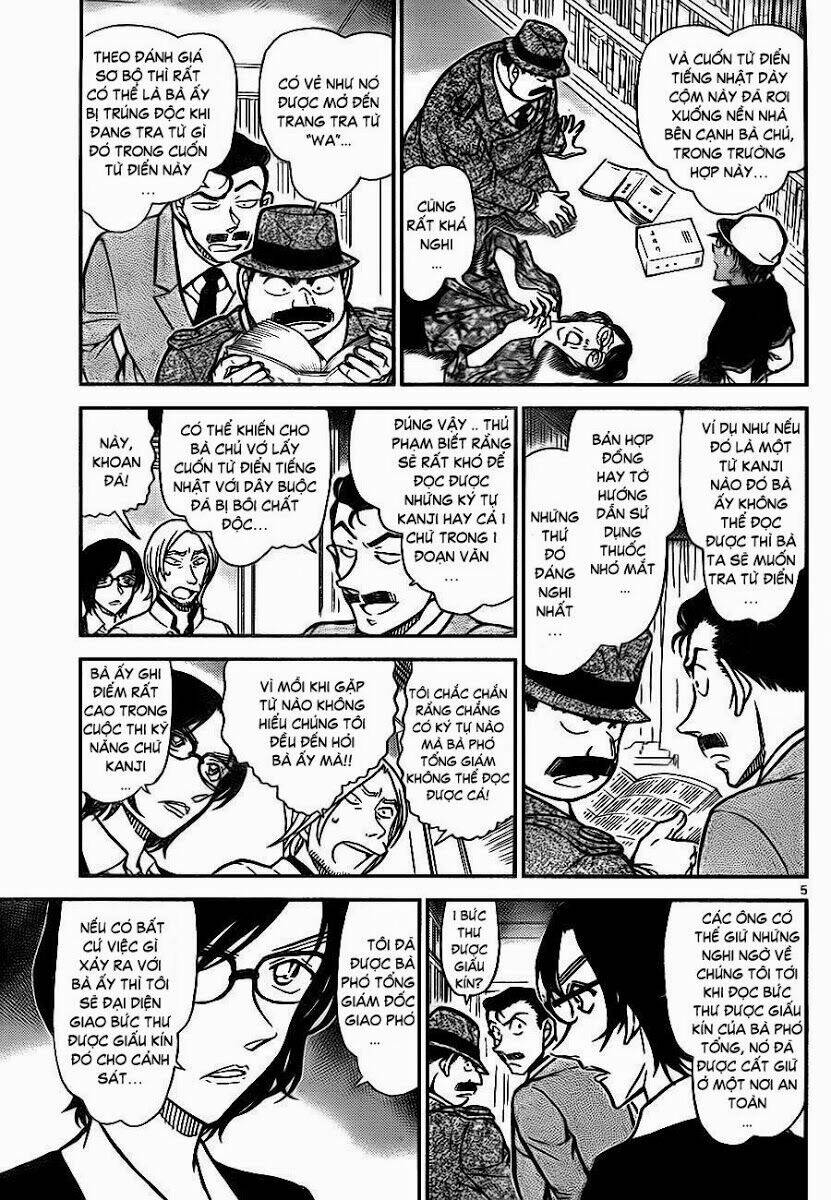 VÀ CUỐN TỪ ĐIỂN
TIẾNG NHẬT DÀY
CỘM NÀY ĐÃ RƠI
XUỐNG NỀN NHÀ
BÊN CẠNH BÀ CHỦ,
TRONG TRƯỜNG
HỢP NÀY...
CŨNG
RẤT KHẢ
NGHI
...
CÓ VẺ NHƯ NÓ
ĐƯỢC MỞ ĐẾN
TRANG TRA TỪ
"WA"...
THEO ĐÁNH GIÁ
SƠ BỘ THÌ RẤT
CÓ THỂ LÀ BÀ ẤY
BỊ TRÚNG ĐỘC KHI
ĐANG TRA TỪ GÌ
ĐÓ TRONG CUỐN
TỪ ĐIỂN NÀY
...
VÍ DỤ NHƯ NẾU
ĐÓ LÀ MỘT
TỪ KANJI
NÀO ĐÓ BÀ
ẤY KHÔNG
THỂ ĐỌC
ĐƯỢC THÌ BÀ
TA SẼ MUỐN
TRA TỪ ĐIỂN
...
BẢN HỢP
ĐỒNG
HAY TỜ
HƯỚNG
DẪN SỬ
DỤNG
THUỐC
NHỎ MẮT
...
NHỮNG
THỨ
ĐÓ ĐÁNG
NGHI
NHẤT
...
ĐÚNG VẬY .. THỦ
PHẠM BIẾT RẰNG
SẼ RẤT KHÓ ĐỂ
ĐỌC ĐƯỢC
NHỮNG KÝ TỰ
KANJI HAY CẢ 1
CHỮ TRONG 1
ĐOẠN VĂN
CÓ THỂ KHIẾN CHO
BÀ CHỦ VỚ LẤY
CUỐN TỪ ĐIỂN TIẾNG
NHẬT VỚI DÂY BUỘC
ĐÃ BỊ BÔI CHẤT
ĐỘC...
NÀY,
KHOAN
ĐÃ!
TÔI CHẮC CHẮN
RẰNG CHẲNG
CÓ KÝ TỰ NÀO
MÀ BÀ PHÓ
TỔNG GIÁM
KHÔNG THỂ ĐỌC
ĐƯỢC CẢ!
VÌ MỖI KHI GẶP
TỪ NÀO KHÔNG
HIỂU CHÚNG TÔI
ĐỀU ĐẾN HỎI
BÀ ẤY MÀ!!
BÀ ẤY GHI
ĐIỂM RẤT
CAO TRONG
CUỘC THI KỸ
NĂNG CHỮ
KANJI
...
5
CÁC ÔNG CÓ
THỂ GIỮ NHỮNG
NGHI NGỜ VỀ
CHÚNG TÔI TỚI
KHI ĐỌC BỨC
THƯ ĐƯỢC GIẤU
KÍN CỦA BÀ PHÓ
TỔNG, NÓ ĐÃ
ĐƯỢC CẤT GIỮ
Ở MỘT NƠI AN
TOÀN
...
1 BỨC
THƯ
ĐƯỢC
GIẤU
KÍN?
TÔI ĐÃ
ĐƯỢC BÀ
PHÓ TỔNG
GIÁM ĐỐC
GIAO PHÓ
...
NẾU CÓ BẤT
CỨ VIỆC GÌ
XẢY RA VỚI
BÀ ẤY THÌ TÔI
SẼ ĐẠI DIỆN
GIAO BỨC THƯ
ĐƯỢC GIẤU KÍN
ĐÓ CHO CẢNH
SÁT...